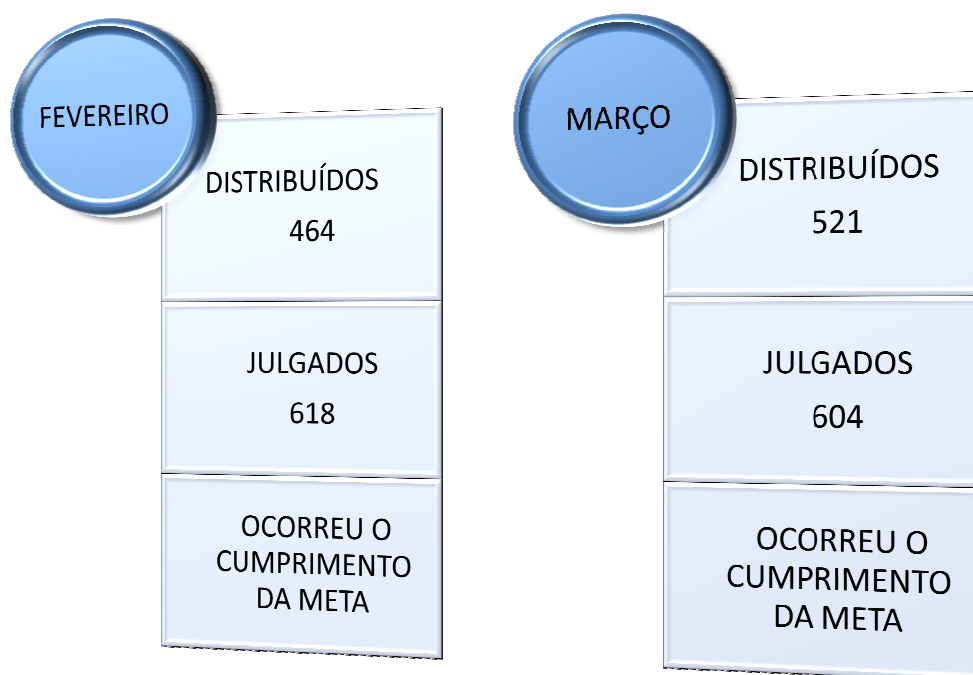 FEVEREIRO
DISTRIBUÍDOS
464
JULGADOS
618
OCORREU O
CUMPRIMENTO
DA META
MARÇO
DISTRIBUÍDOS
521
JULGADOS
604
OCORREU O
CUMPRIMENTO
DA META